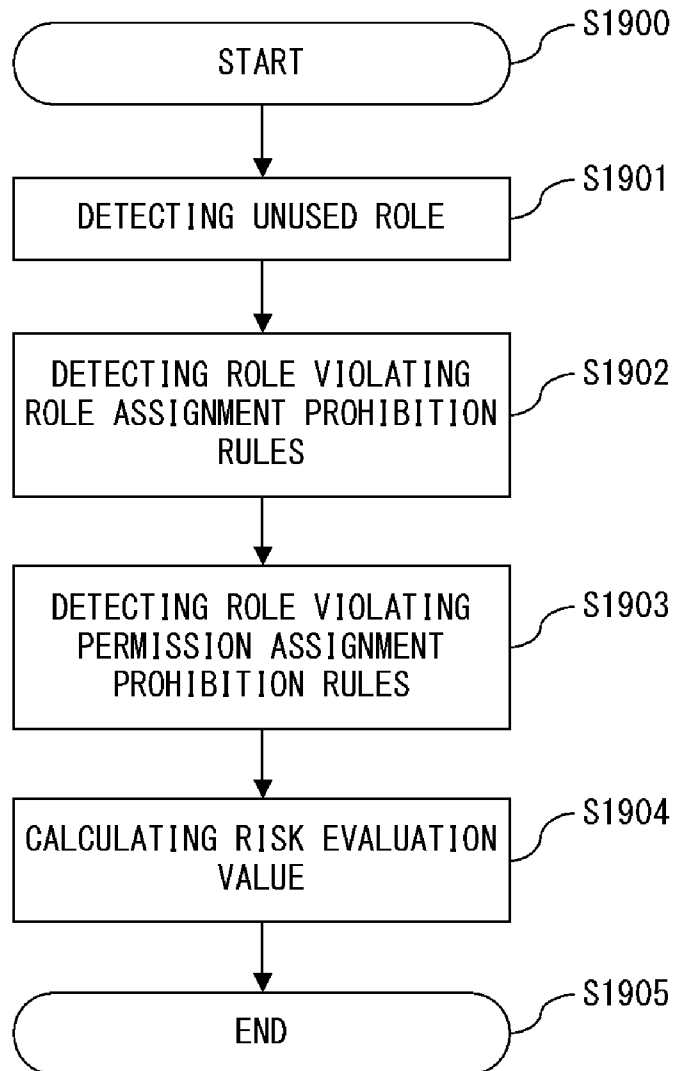 START
S1900
DETECTING UNUSED ROLE
S1901
DETECTING ROLE VIOLATING
ROLE ASSIGNMENT PROHIBITION
RULES
S1902
DETECTING ROLE VIOLATING
PERMISSION ASSIGNMENT
PROHIBITION RULES
S1903
CALCULATING RISK EVALUATION
VALUE
S1904
END
S1905